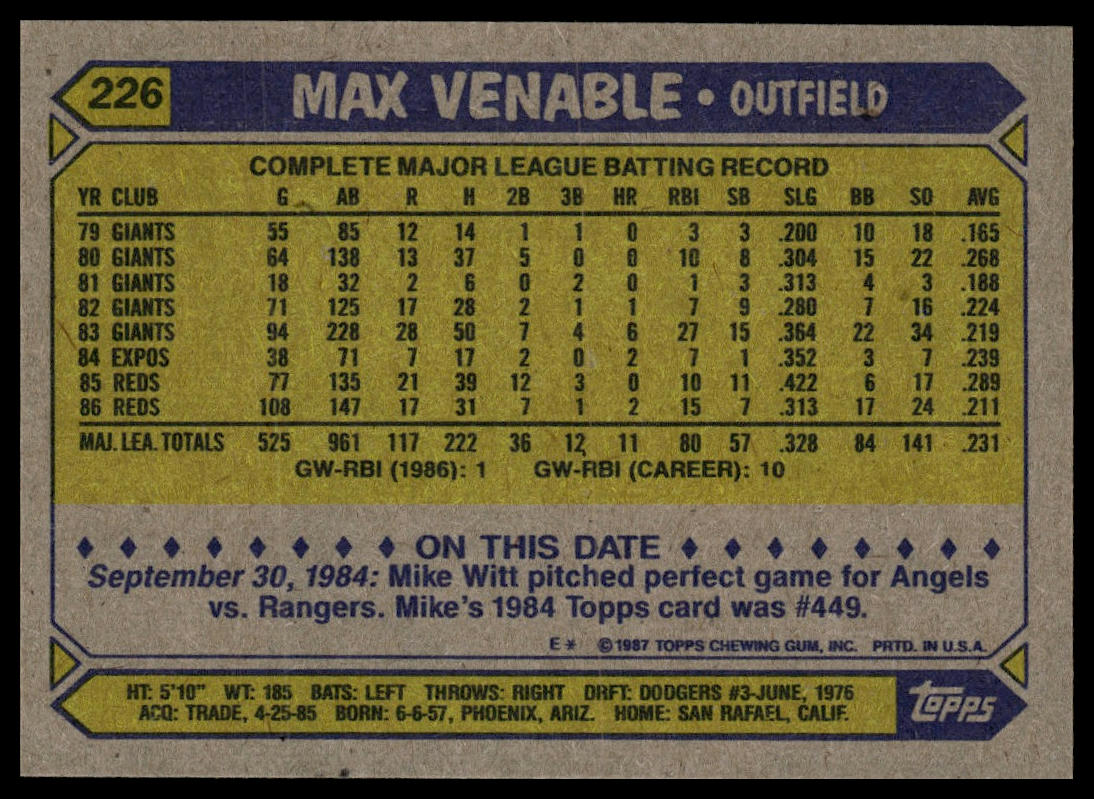 226 MAX VENABLE • OUTFIELD
COMPLETE MAJOR LEAGUE BATTING RECORD
YR CLUB G AB R H 2B 3B HR RBI SB SLG BB SO AVG
79 GIANTS 55 85 12 14 1 1 0 3 3 .200 10 18 .165
80 GIANTS 64 138 13 37 5 0 0 10 8 .304 15 22 .268
81 GIANTS 18 32 2 6 0 2 0 1 3 .313 4 3 .188
82 GIANTS 71 125 17 28 2 1 1 7 9 .280 7 16 .224
83 GIANTS 94 228 28 50 7 4 6 27 15 .364 22 34 .219
84 EXPOS 38 71 7 17 2 0 2 7 1 .352 3 7 .239
85 REDS 77 135 21 39 12 3 0 10 11 .422 6 17 .289
86 REDS 108 147 17 31 7 1 2 15 7 .313 17 24 .211
MAJ. LEA. TOTALS 525 961 117 222 36 12 11 80 57 .328 84 141 .231
GW-RBI (1986): 1 GW-RBI (CAREER): 10
ON THIS DATE
September 30, 1984: Mike Witt pitched perfect game for Angels
vs. Rangers. Mike's 1984 Topps card was #449.
E* ©1987 TOPPS CHEWING GUM, INC. PRTD. IN U.S.A.
HT: 5'10" WT: 185 BATS: LEFT THROWS: RIGHT DRFT: DODGERS #3-JUNE, 1976
ACQ: TRADE, 4-25-85 BORN: 6-6-57, PHOENIX, ARIZ. HOME: SAN RAFAEL, CALIF.
topps